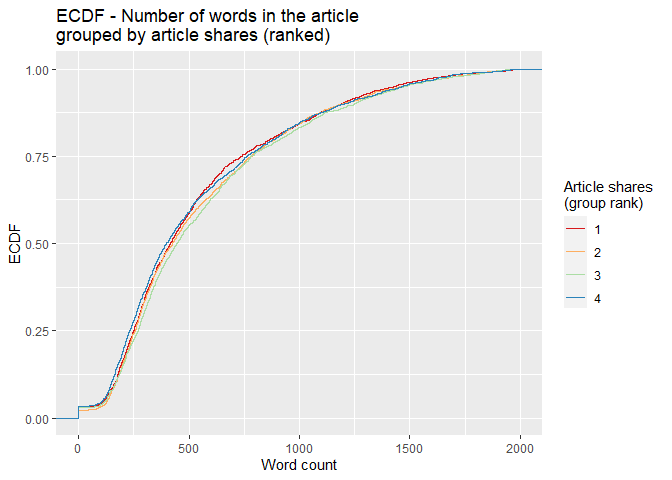 ECDF - Number of words in the article
grouped by article shares (ranked)
1.00
0.75
0.50
0.25
0.00
ECDF
0
500
1000
1500
2000
Word count
Article shares
(group rank)
1
2
3
4